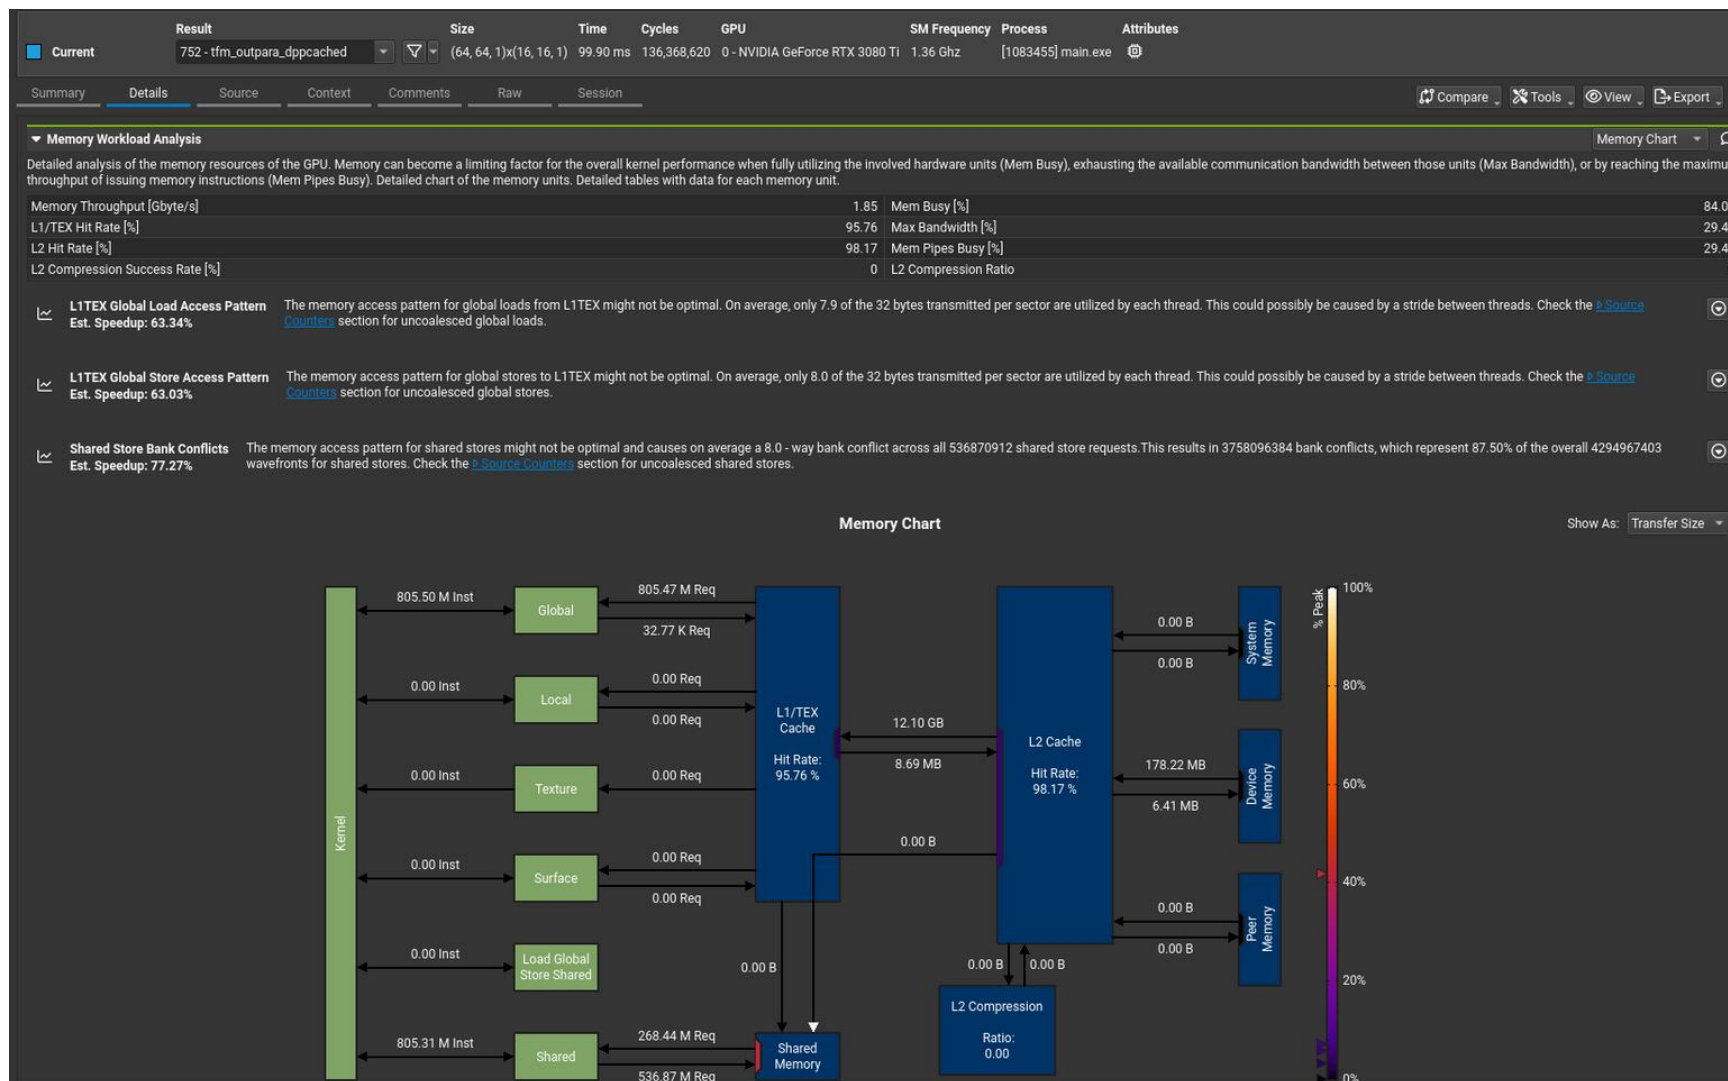 Result Size Time Cycles GPU SM Frequency Process Attributes
Current 752 - tfm_outpara_dppcached (64, 64, 1)x(16, 16, 1) 99.90 ms 136,368,620 0 - NVIDIA GeForce RTX 3080 Ti 1.36 Ghz [1083455] main.exe
Summary Details Source Context Comments Raw Session Compare Tools View Export
Memory Workload Analysis Memory Chart
Detailed analysis of the memory resources of the GPU. Memory can become a limiting factor for the overall kernel performance when fully utilizing the involved hardware units (Mem Busy), exhausting the available communication bandwidth between those units (Max Bandwidth), or by reaching the maximu
throughput of issuing memory instructions (Mem Pipes Busy). Detailed chart of the memory units. Detailed tables with data for each memory unit.
Memory Throughput [Gbyte/s] 1.85 Mem Busy [%] 84.0
L1/TEX Hit Rate [%] 95.76 Max Bandwidth [%] 29.4
L2 Hit Rate [%] 98.17 Mem Pipes Busy [%] 29.4
L2 Compression Success Rate [%] 0 L2 Compression Ratio
L1TEX Global Load Access Pattern
Est. Speedup: 63.34%
The memory access pattern for global loads from L1TEX might not be optimal. On average, only 7.9 of the 32 bytes transmitted per sector are utilized by each thread. This could possibly be caused by a stride between threads. Check the Source
Counters section for uncoalesced global loads.
L1TEX Global Store Access Pattern
Est. Speedup: 63.03%
The memory access pattern for global stores to L1TEX might not be optimal. On average, only 8.0 of the 32 bytes transmitted per sector are utilized by each thread. This could possibly be caused by a stride between threads. Check the Source
Counters section for uncoalesced global stores.
Shared Store Bank Conflicts
Est. Speedup: 77.27%
The memory access pattern for shared stores might not be optimal and causes on average a 8.0 - way bank conflict across all 536870912 shared store requests.This results in 3758096384 bank conflicts, which represent 87.50% of the overall 4294967403
wavefronts for shared stores. Check the Source Counters section for uncoalesced shared stores.
Memory Chart
Show As: Transfer Size
Kernel
805.50 M Inst
Global
805.47 M Req
32.77 K Req
0.00 Inst
Local
0.00 Req
0.00 Req
0.00 Inst
Texture
0.00 Req
0.00 Inst
Surface
0.00 Req
0.00 Req
0.00 Inst
Load Global
Store Shared
805.31 M Inst
Shared
268.44 M Req
536.87 M Req
L1/TEX
Cache
Hit Rate:
95.76 %
0.00 B
Shared
Memory
12.10 GB
8.69 MB
0.00 B
L2 Cache
Hit Rate:
98.17 %
0.00 B
0.00 B
L2 Compression
Ratio:
0.00
0.00 B
0.00 B
System
Memory
178.22 MB
6.41 MB
Device
Memory
0.00 B
0.00 B
Peer
Memory
% Peak
100%
80%
60%
40%
20%
0%